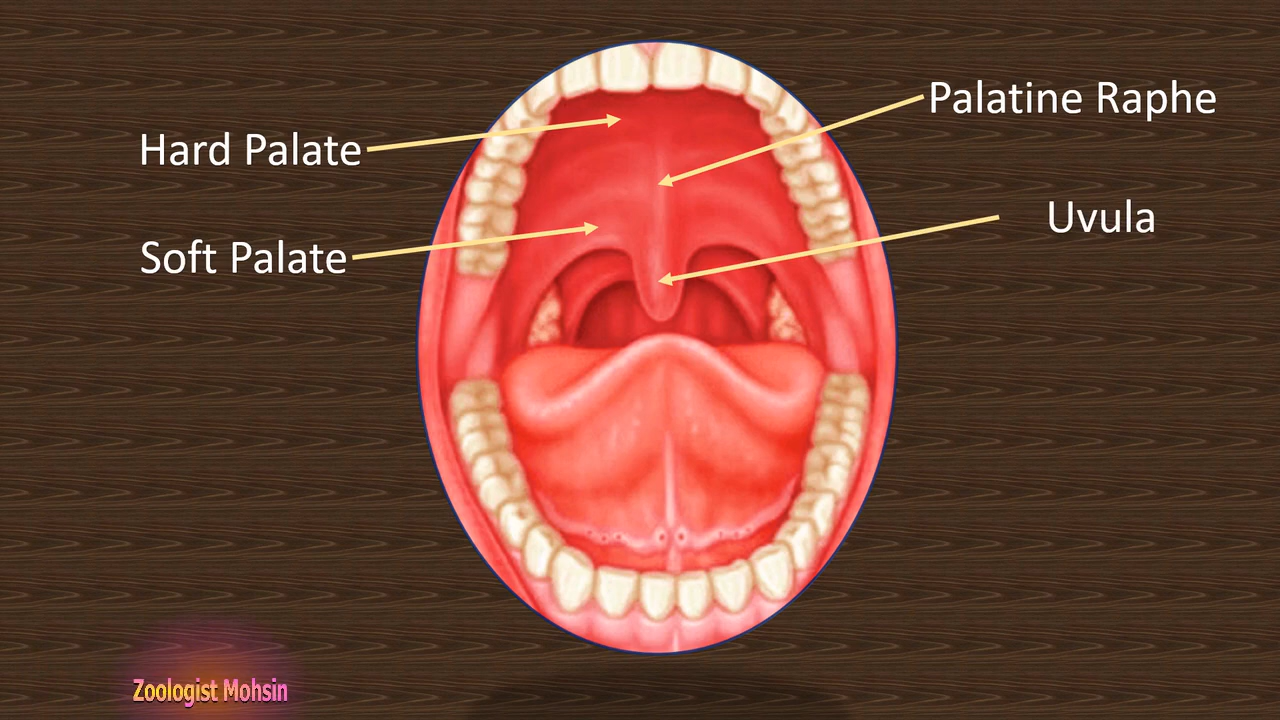 Palatine Raphe
Hard Palate
Uvula
Soft Palate
Zoologist Mohsin